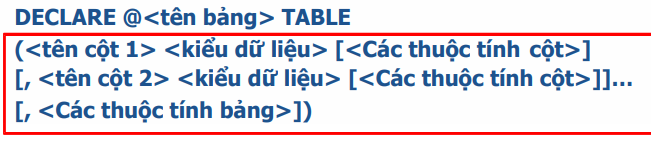 DECLARE @<tên bảng> TABLE
(<tên cột 1> <kiểu dữ liệu> [<Các thuộc tính cột>]
[, <tên cột 2> <kiểu dữ liệu> [<Các thuộc tính cột>]]...
[, <Các thuộc tính bảng>])